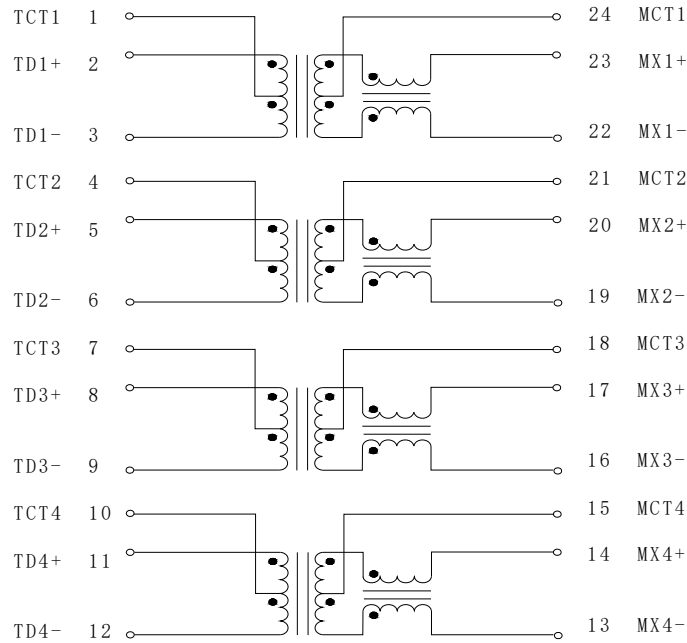 TCT1 1 24 MCT1
TD1+ 2 23 MX1+
TD1- 3 22 MX1-
TCT2 4 21 MCT2
TD2+ 5 20 MX2+
TD2- 6 19 MX2-
TCT3 7 18 MCT3
TD3+ 8 17 MX3+
TD3- 9 16 MX3-
TCT4 10 15 MCT4
TD4+ 11 14 MX4+
TD4- 12 13 MX4-